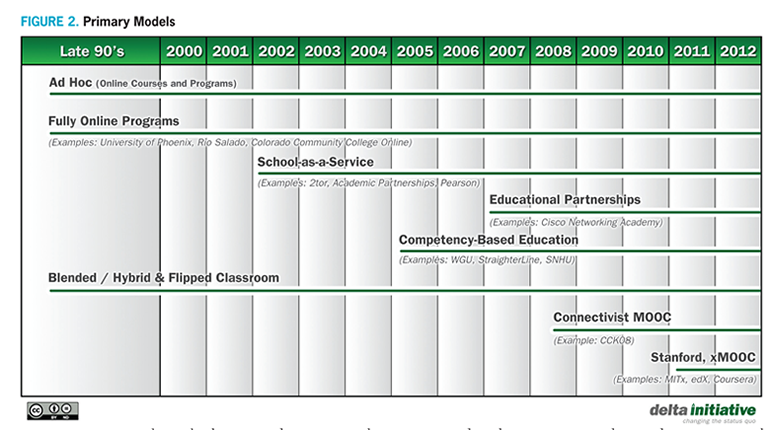 FIGURE 2. Primary Models
Late 90's 2000 2001 2002 2003 2004 2005 2006 2007 2008 2009 2010 2011 2012
Ad Hoc (Online Courses and Programs)
Fully Online Programs
(Examples: University of Phoenix, Rio Salado, Colorado Community College Online)
School-as-a-Service
(Examples: 2tor, Academic Partnerships, Pearson)
Educational Partnerships
(Examples: Cisco Networking Academy)
Competency-Based Education
(Examples: WGU, StraighterLine, SNHU)
Blended / Hybrid & Flipped Classroom
Connectivist MOOC
(Example: CCK08)
Stanford, xMOOC
(Examples: MITx, edX, Coursera)
cc BY ND
delta initiative
changing the status quo